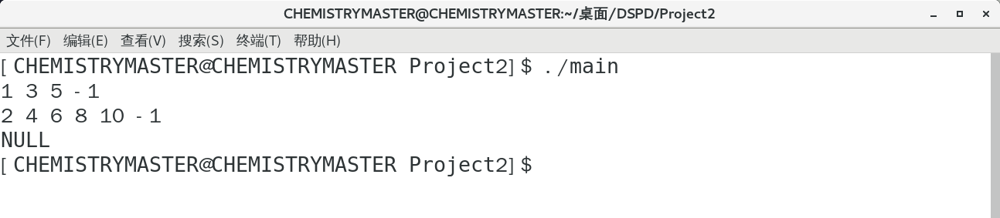 CHEMISTRYMASTER@CHEMISTRYMASTER:~/桌面/DSPD/Project2
文件(F) 编辑(E) 查看(V) 搜索(S) 终端(T) 帮助(H)
[CHEMISTRYMASTER@CHEMISTRYMASTER Project2]$ ./main
1 3 5 -1
2 4 6 8 10 -1
NULL
[CHEMISTRYMASTER@CHEMISTRYMASTER Project2]$